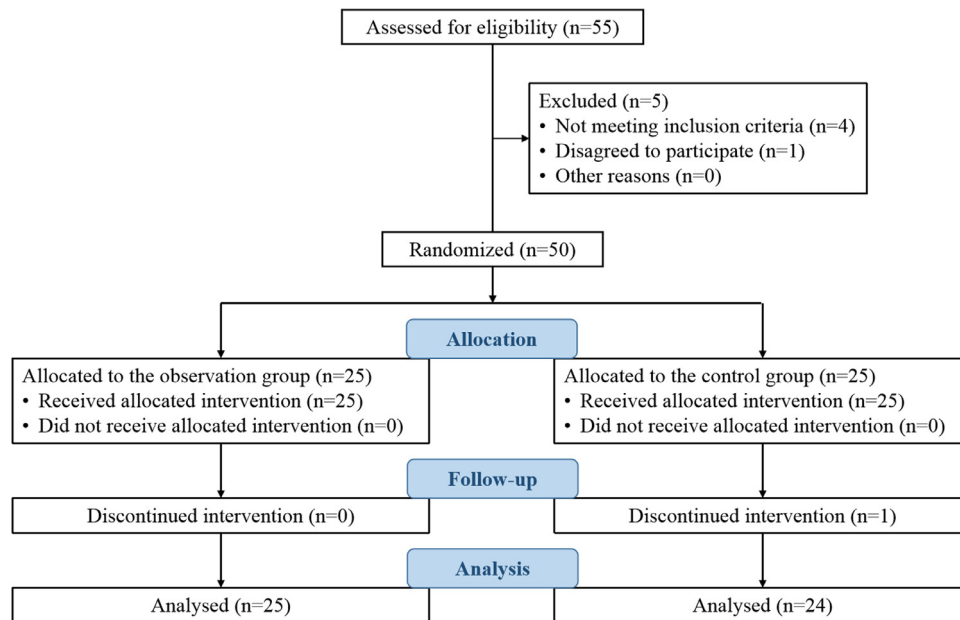 Assessed for eligibility (n=55)
Excluded (n=5)
• Not meeting inclusion criteria (n=4)
• Disagreed to participate (n=1)
• Other reasons (n=0)
Randomized (n=50)
Allocation
Allocated to the observation group (n=25)
• Received allocated intervention (n=25)
• Did not receive allocated intervention (n=0)
Allocated to the control group (n=25)
• Received allocated intervention (n=25)
• Did not receive allocated intervention (n=0)
Follow-up
Discontinued intervention (n=0)
Discontinued intervention (n=1)
Analysis
Analysed (n=25)
Analysed (n=24)